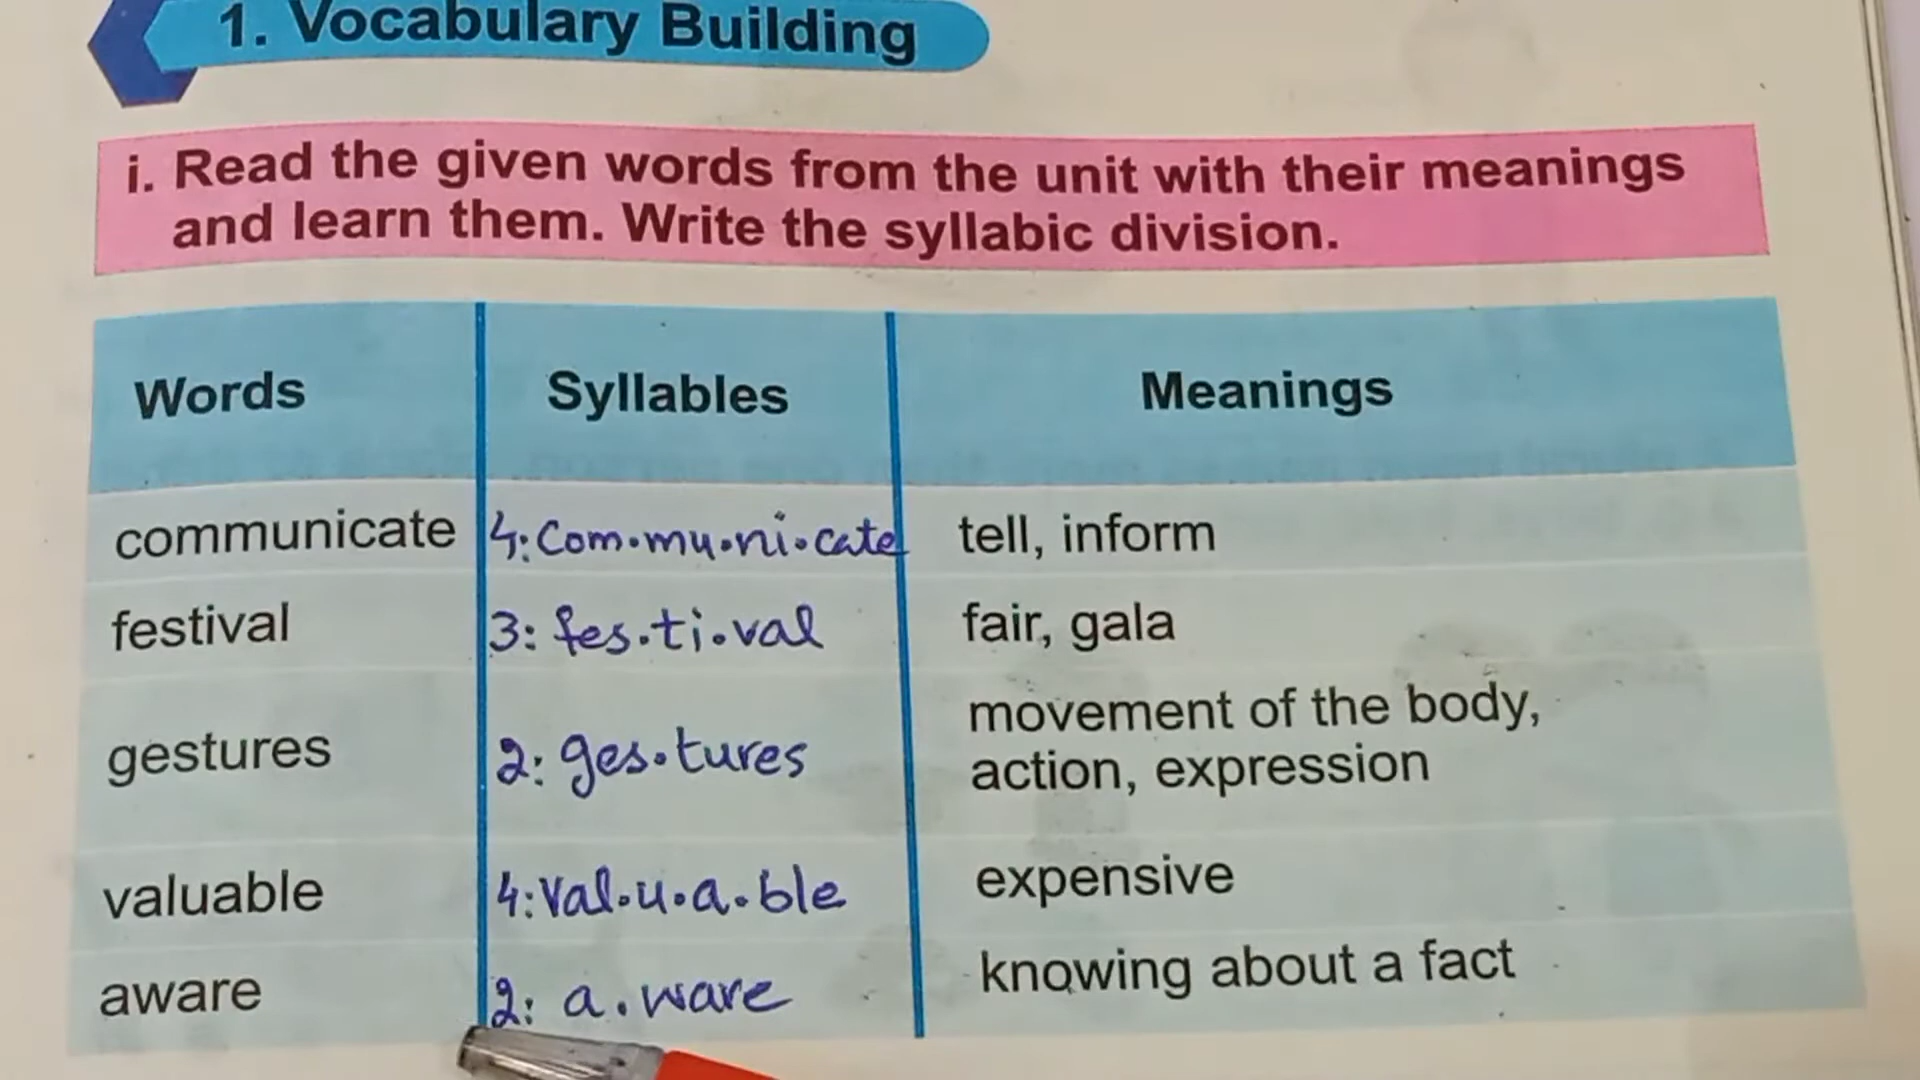 1. Vocabulary Building
i. Read the given words from the unit with their meanings
and learn them. Write the syllabic division.
Words Syllables Meanings
communicate 4: Com.mu.ni.cate tell, inform
festival 3: fes.ti.val fair, gala
gestures 2: ges.tures movement of the body,
action, expression
valuable 4: Val.u.a.ble expensive
aware 2: a.ware knowing about a fact